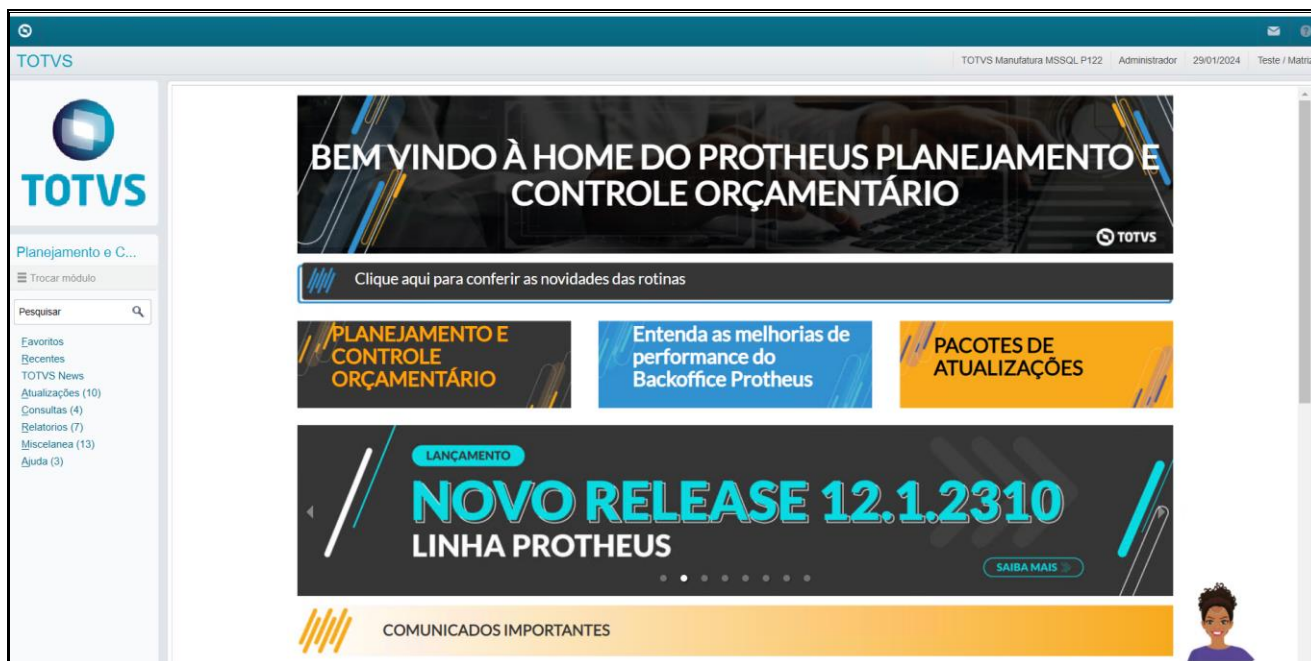 TOTVS
TOTVS Manufatura MSSQL P122 Administrador 29/01/2024 Teste / Matriz
TOTVS
Planejamento e C...
Trocar módulo
Pesquisar
Favoritos
Recentes
TOTVS News
Atualizações (10)
Consultas (4)
Relatorios (7)
Miscelanea (13)
Ajuda (3)
BEM VINDO À HOME DO PROTHEUS PLANEJAMENTO E
CONTROLE ORÇAMENTÁRIO
TOTVS
Clique aqui para conferir as novidades das rotinas
PLANEJAMENTO E
CONTROLE
ORÇAMENTÁRIO
Entenda as melhorias de
performance do
Backoffice Protheus
PACOTES DE
ATUALIZAÇÕES
LANÇAMENTO
NOVO RELEASE 12.1.2310
LINHA PROTHEUS
SAIBA MAIS
COMUNICADOS IMPORTANTES